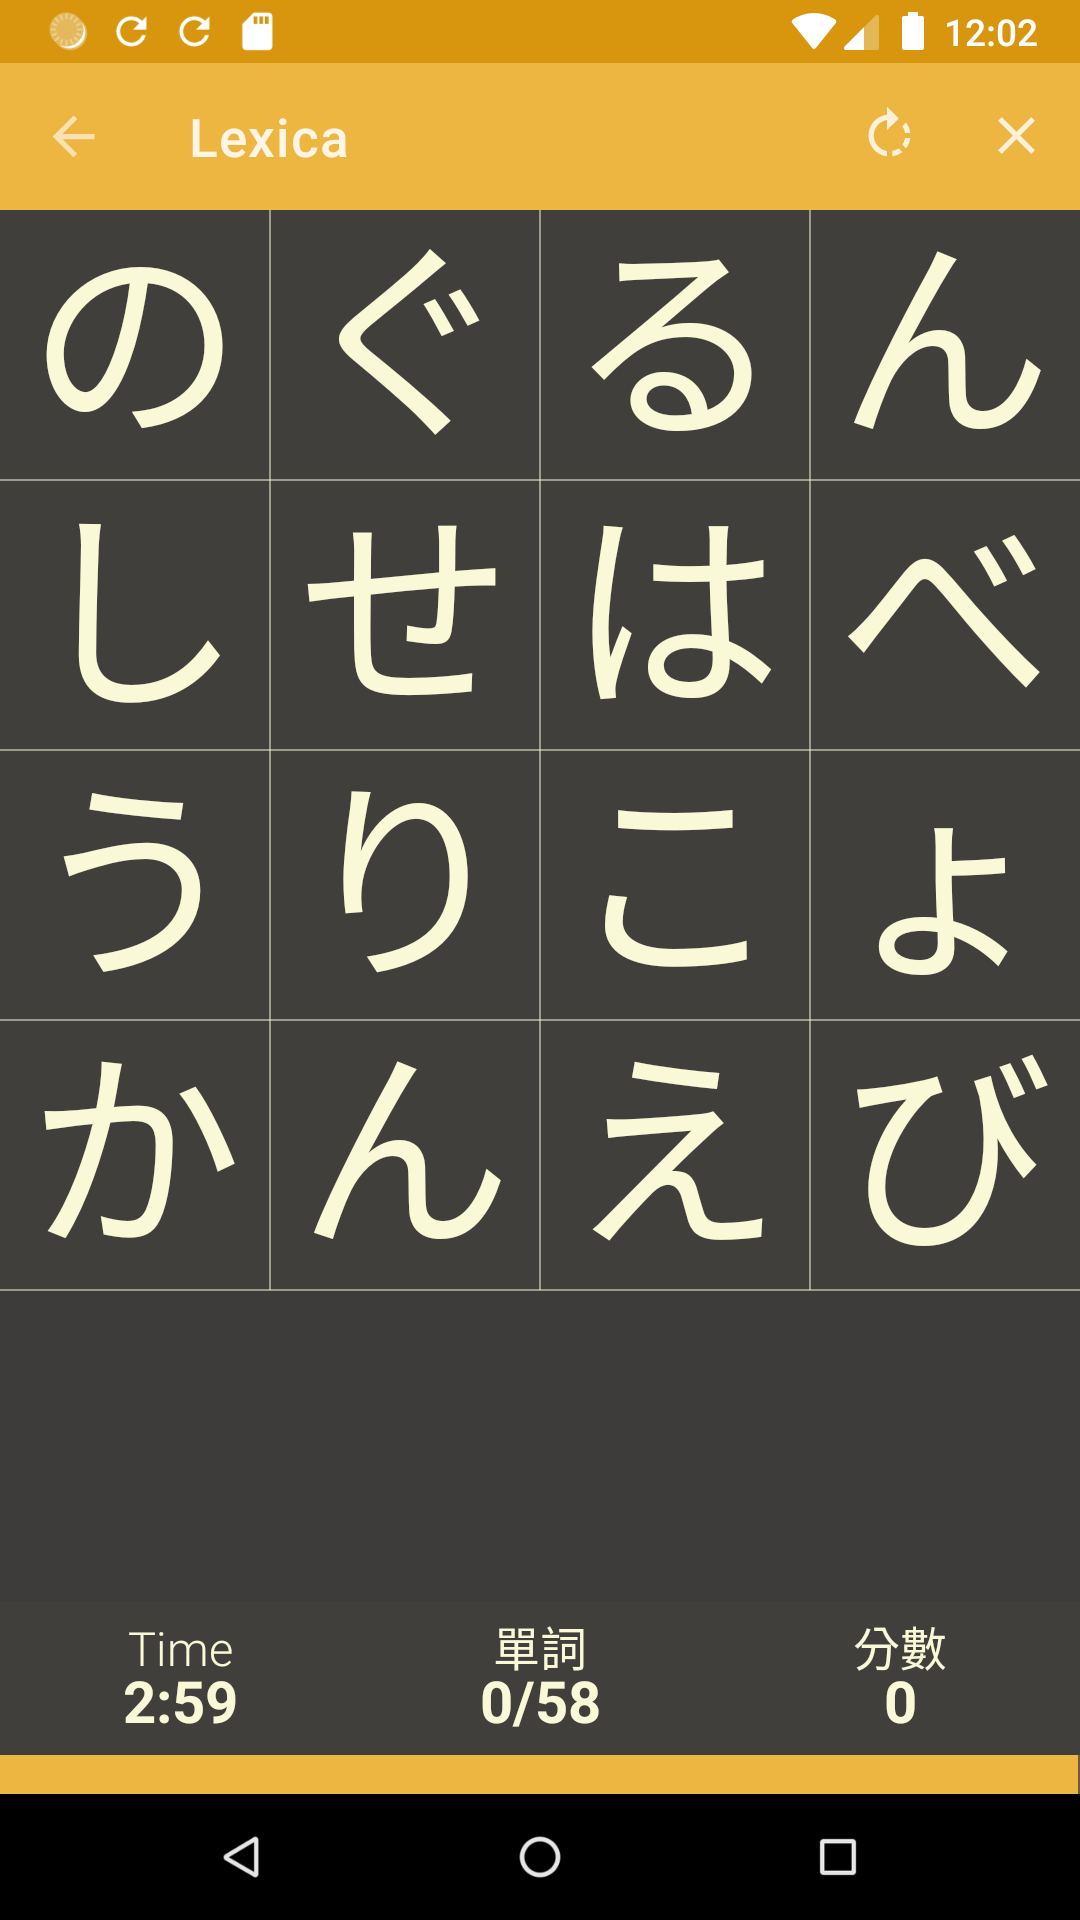 12:02
Lexica
の ぐ る ん
し せ は べ
う り こ ょ
か ん え び
Time 單詞 分數
2:59 0/58 0